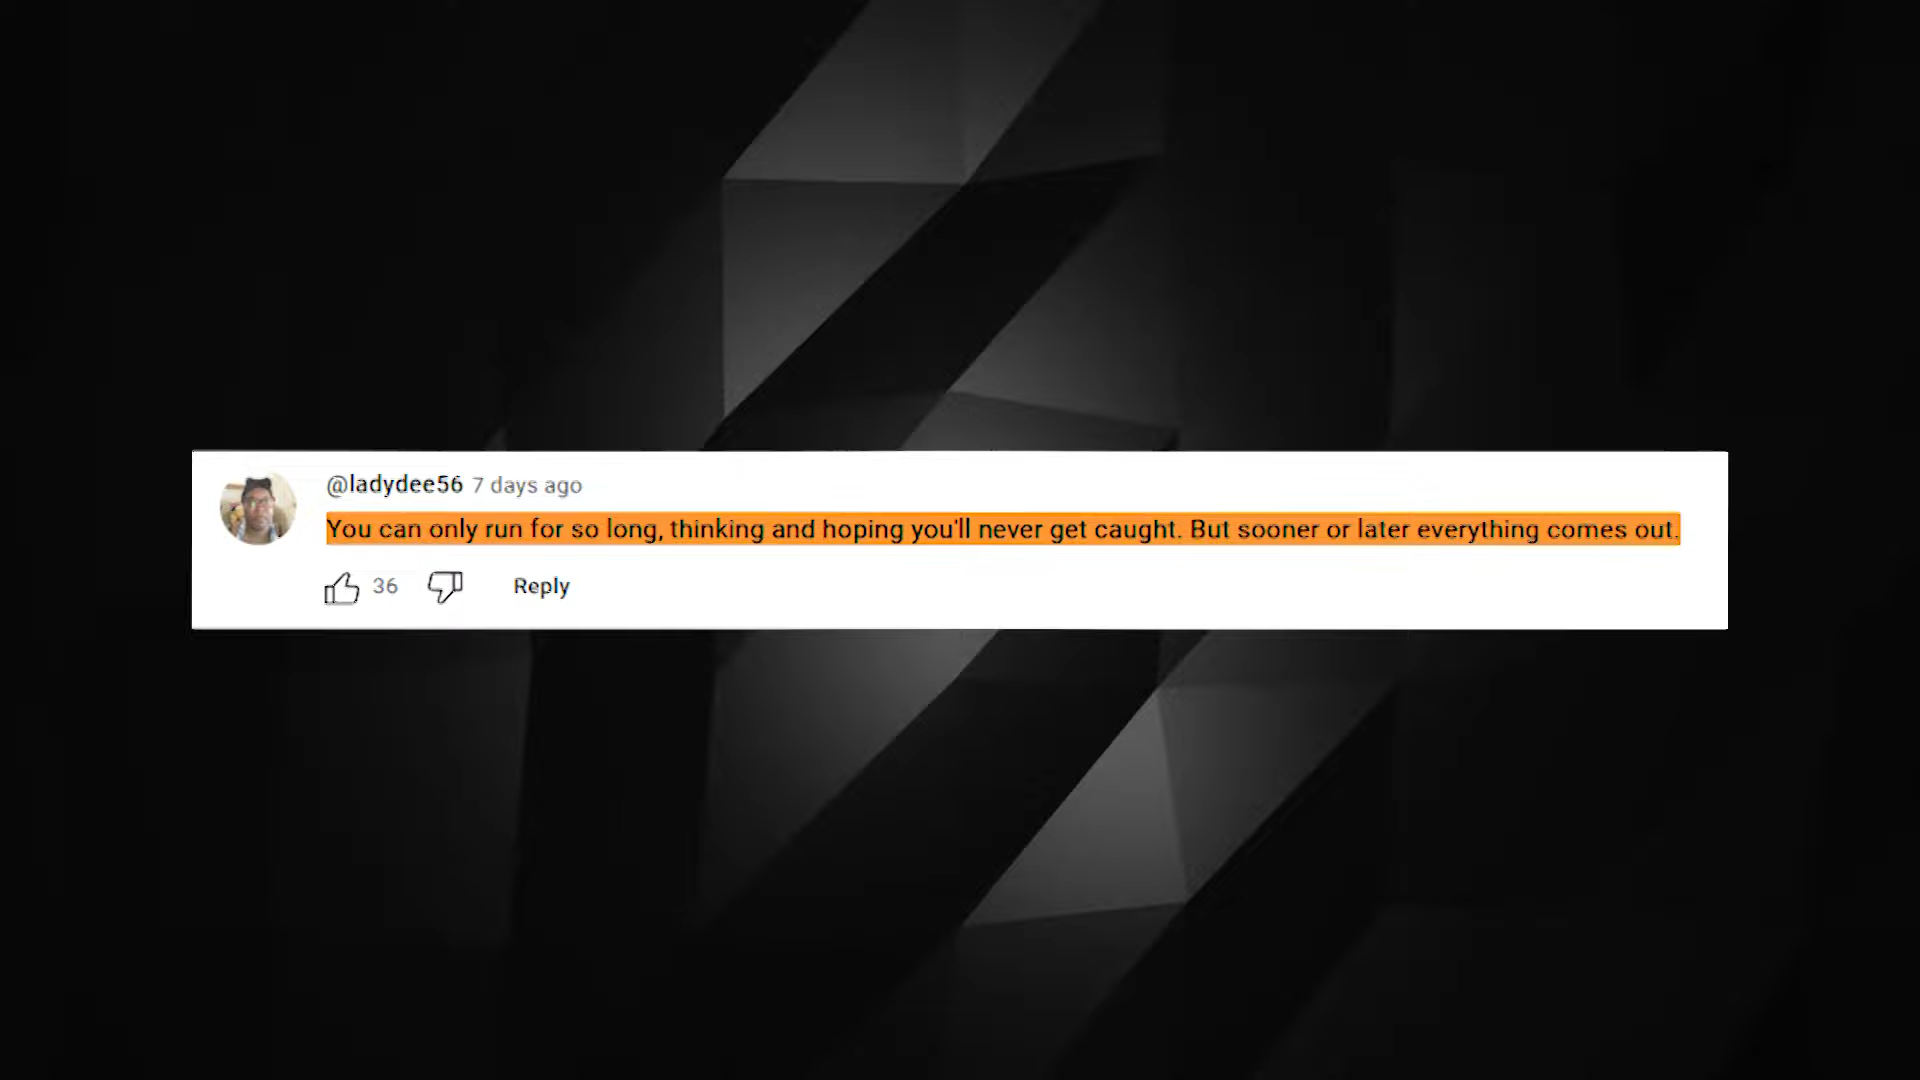 @ladydee56 7 days ago
You can only run for so long, thinking and hoping you'll never get caught. But sooner or later everything comes out.
36 Reply